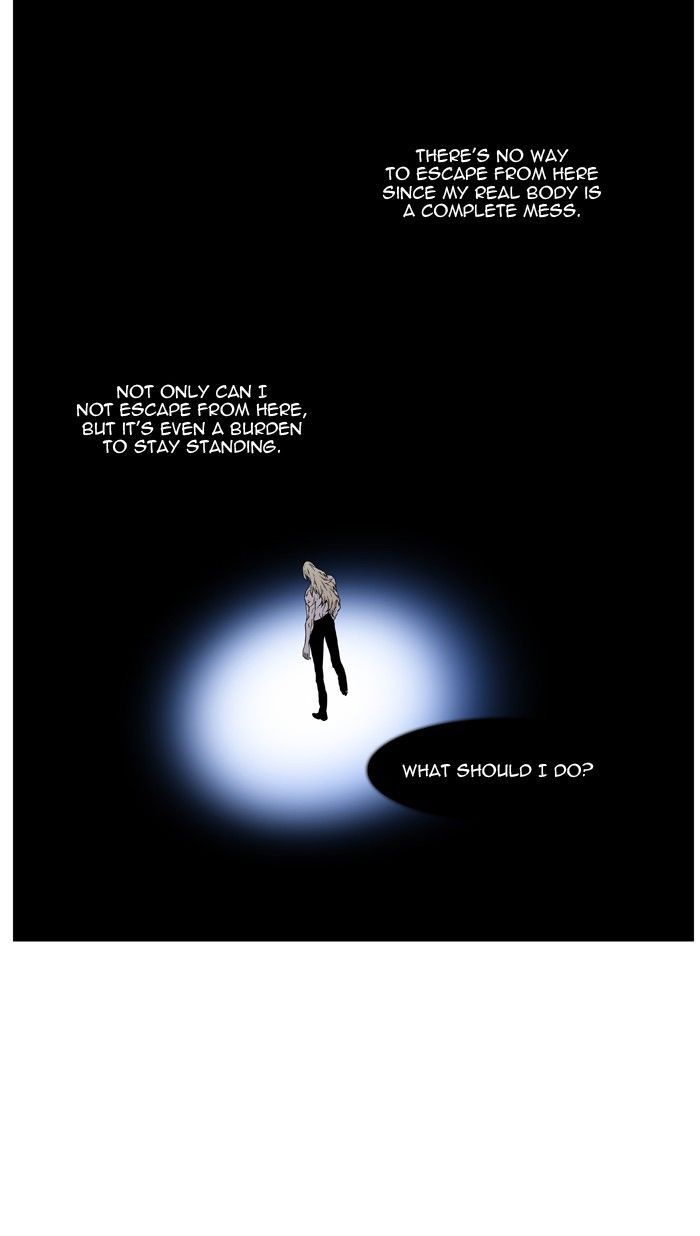 THERE'S NO WAY
TO ESCAPE FROM HERE
SINCE MY REAL BODY IS
A COMPLETE MESS.
NOT ONLY CAN I
NOT ESCAPE FROM HERE,
BUT IT'S EVEN A BURDEN
TO STAY STANDING.
WHAT SHOULD I DO?